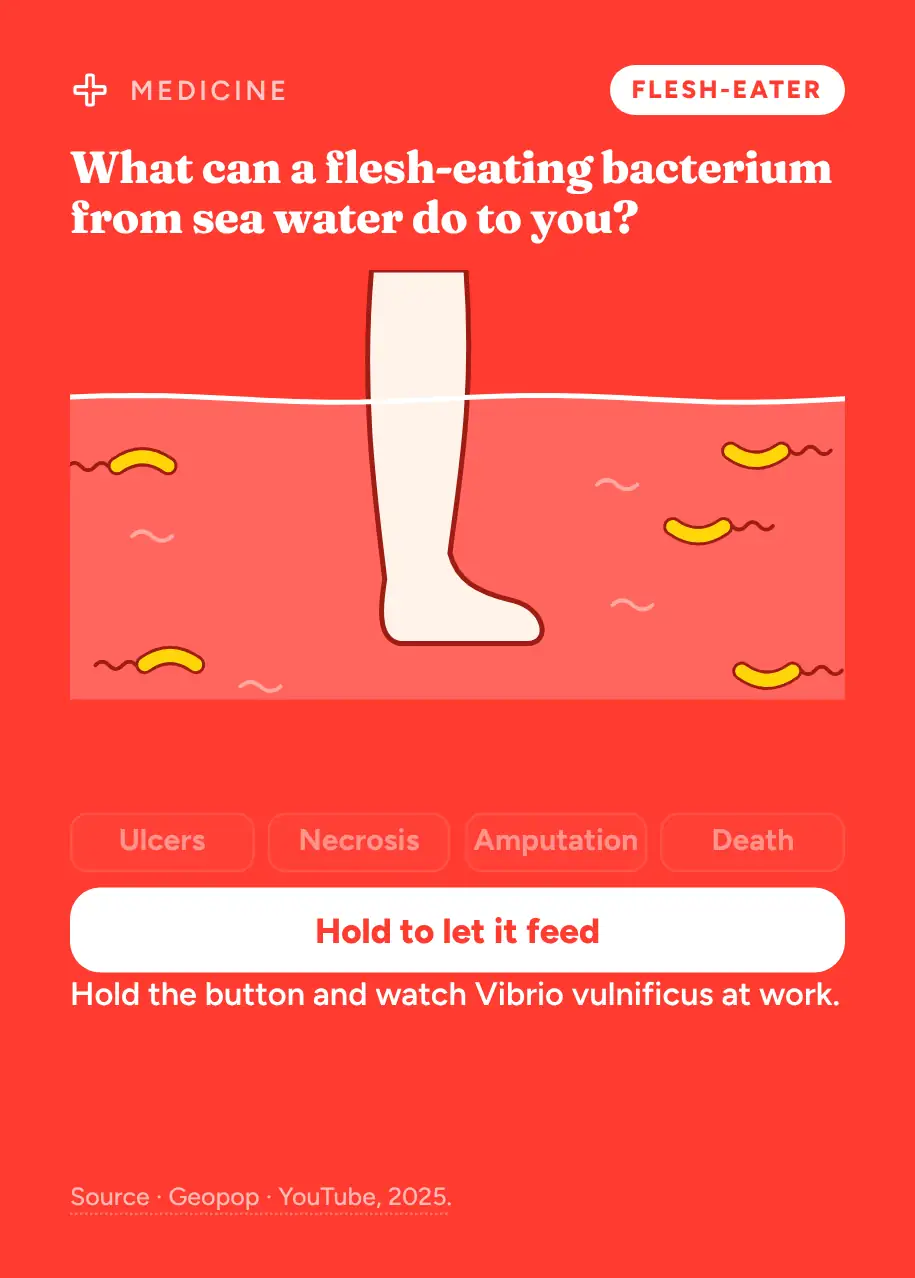 MEDICINE
FLESH-EATER
What can a flesh-eating bacterium
from sea water do to you?
Ulcers
Necrosis
Amputation
Death
Hold to let it feed
Hold the button and watch Vibrio vulnificus at work.
Source · Geopop · YouTube, 2025.